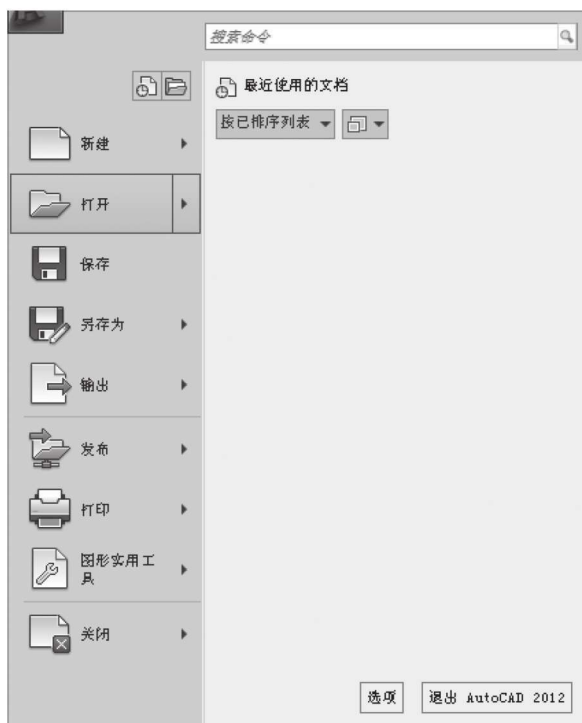 搜索命令
最近使用的文档
按已排序列表
新建
打开
保存
另存为
输出
发布
打印
图形实用工
具
关闭
选项
退出 AutoCAD 2012